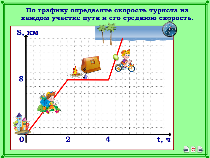 По графику определите скорость туриста на
каждом участке пути и его среднюю скорость.
S, км
8
0
2
4
t, ч